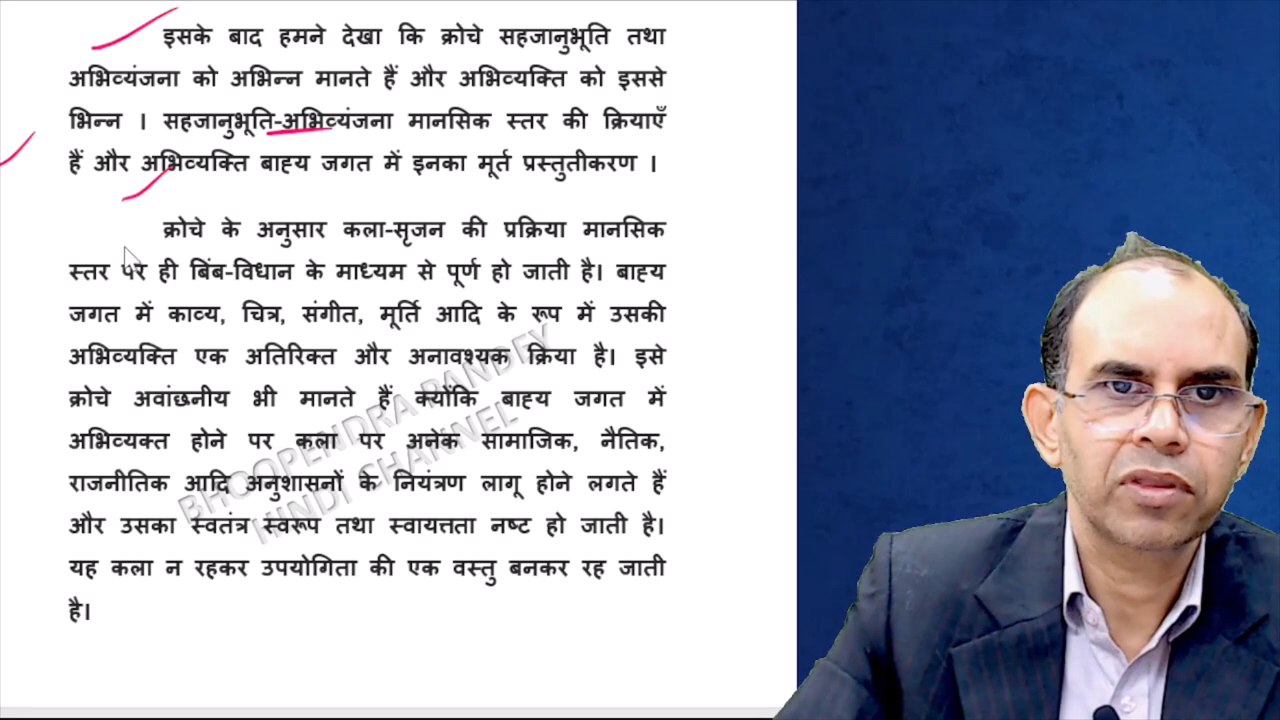 इसके बाद हमने देखा कि क्रोचे सहजानुभूति तथा
अभिव्यंजना को अभिन्न मानते हैं और अभिव्यक्ति को इससे
भिन्न । सहजानुभूति-अभिव्यंजना मानसिक स्तर की क्रियाएँ
हैं और अभिव्यक्ति बाह्य जगत में इनका मूर्त प्रस्तुतीकरण ।
क्रोचे के अनुसार कला-सृजन की प्रक्रिया मानसिक
स्तर पर ही बिंब-विधान के माध्यम से पूर्ण हो जाती है। बाह्य
जगत में काव्य, चित्र, संगीत, मूर्ति आदि के रूप में उसकी
अभिव्यक्ति एक अतिरिक्त और अनावश्यक क्रिया है। इसे
क्रोचे अवांछनीय भी मानते हैं क्योंकि बाह्य जगत में
अभिव्यक्त होने पर कला पर अनेक सामाजिक, नैतिक,
राजनीतिक आदि अनुशासनों के नियंत्रण लागू होने लगते हैं
और उसका स्वतंत्र स्वरूप तथा स्वायत्तता नष्ट हो जाती है।
यह कला न रहकर उपयोगिता की एक वस्तु बनकर रह जाती
है।
BHOOPENDRA PANDEY
HINDI CHANNEL